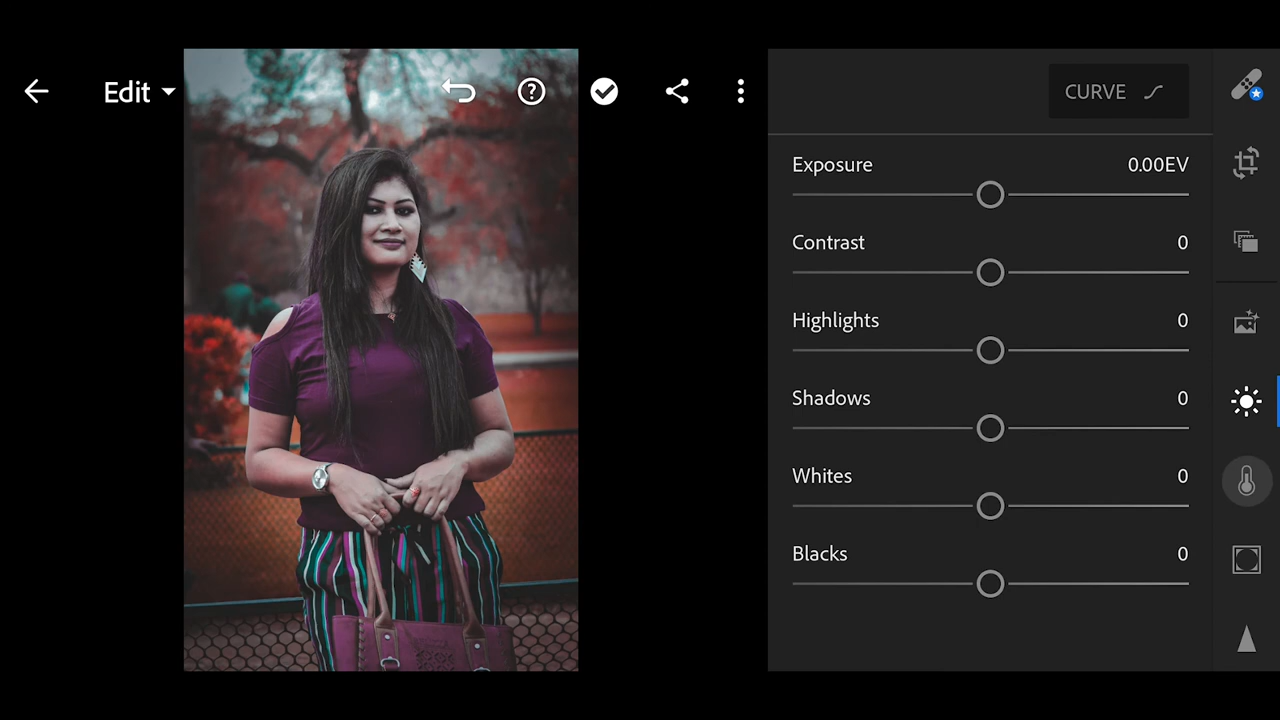 Edit
CURVE
Exposure 0.00EV
Contrast 0
Highlights 0
Shadows 0
Whites 0
Blacks 0